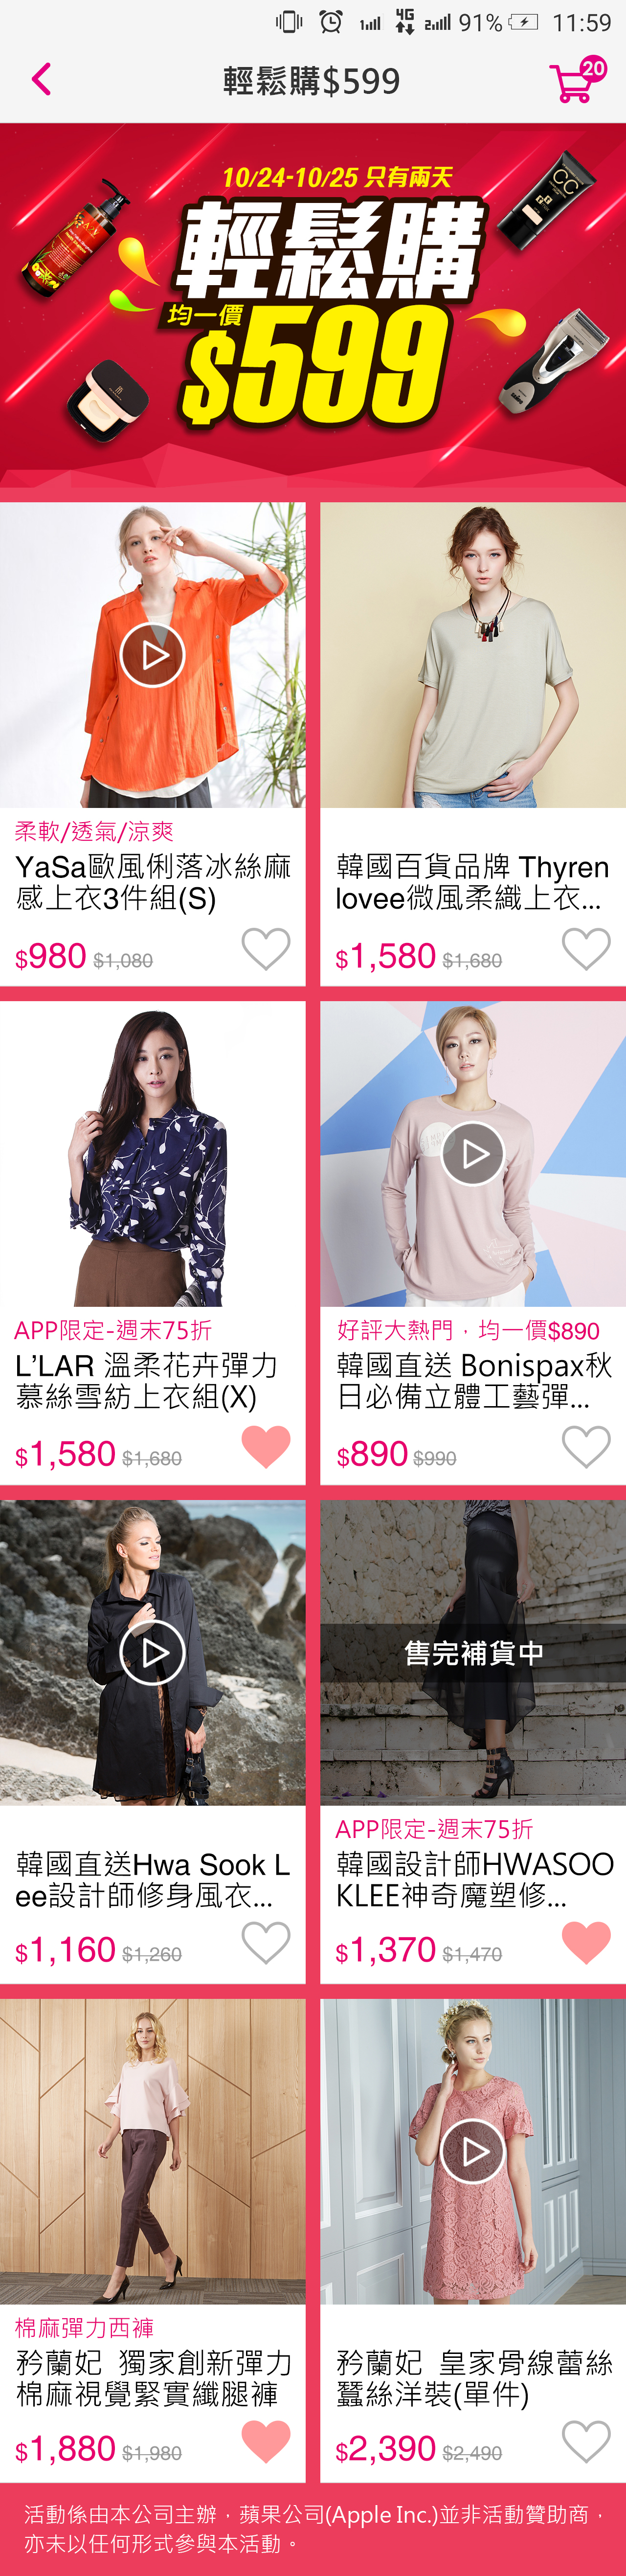 4G
91%
11:59
輕鬆購$599
20
10/24-10/25 只有兩天
輕鬆購
均一價
$599
CC
柔軟/透氣/涼爽
YaSa歐風俐落冰絲麻
感上衣3件組(S)
$980 $1,080
韓國百貨品牌 Thyren
lovee微風柔織上衣...
$1,580 $1,680
APP限定-週末75折
L'LAR 溫柔花卉彈力
慕絲雪紡上衣組(X)
$1,580 $1,680
好評大熱門，均一價$890
韓國直送 Bonispax秋
日必備立體工藝彈...
$890 $990
韓國直送Hwa Sook L
ee設計師修身風衣...
$1,160 $1,260
售完補貨中
APP限定-週末75折
韓國設計師HWASOO
KLEE神奇魔塑修...
$1,370 $1,470
棉麻彈力西褲
矜蘭妃 獨家創新彈力
棉麻視覺緊實纖腿褲
$1,880 $1,980
矜蘭妃 皇家骨線蕾絲
蠶絲洋裝(單件)
$2,390 $2,490
活動係由本公司主辦，蘋果公司(Apple Inc.)並非活動贊助商，
亦未以任何形式參與本活動。